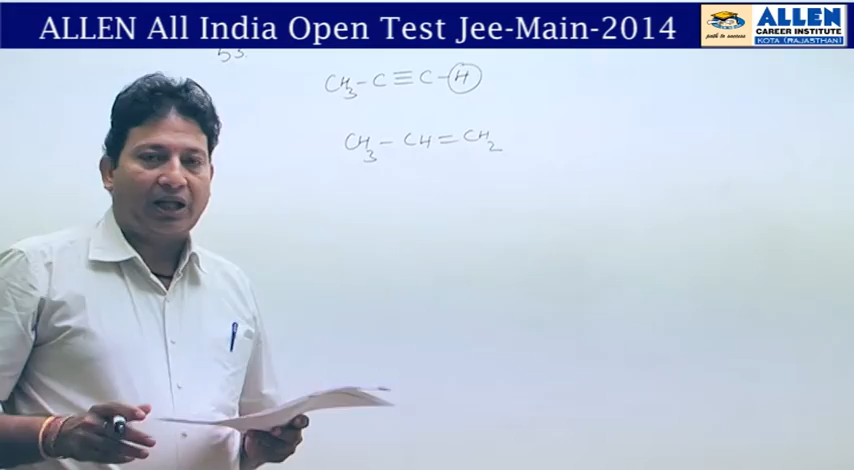 ALLEN All India Open Test Jee-Main-2014
path to success
ALLEN
CAREER INSTITUTE
KOTA (RAJASTHAN)
53.
CH3-C≡C-H
CH3-CH=CH2